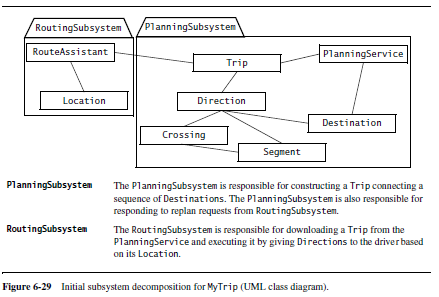 RoutingSubsystem
PlanningSubsystem
RouteAssistant
PlanningService
Trip
Location
Direction
Destination
Crossing
Segment
PlanningSubsystem The PlanningSubsystem is responsible for constructing a Trip connecting a
sequence of Destinations. The PlanningSubsystem is also responsible for
responding to replan requests from RoutingSubsystem.
RoutingSubsystem The RoutingSubsystem is responsible for downloading a Trip from the
PlanningService and executing it by giving Directions to the driver based
on its Location.
Figure 6-29 Initial subsystem decomposition for MyTrip (UML class diagram).